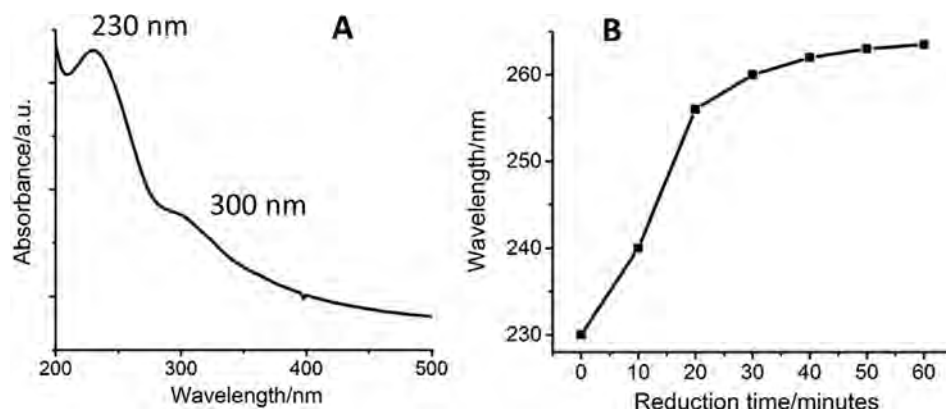 230 nm
A
300 nm
Absorbance/a.u.
200
300
400
500
Wavelength/nm
B
260
250
240
230
Wavelength/nm
0
10
20
30
40
50
60
Reduction time/minutes